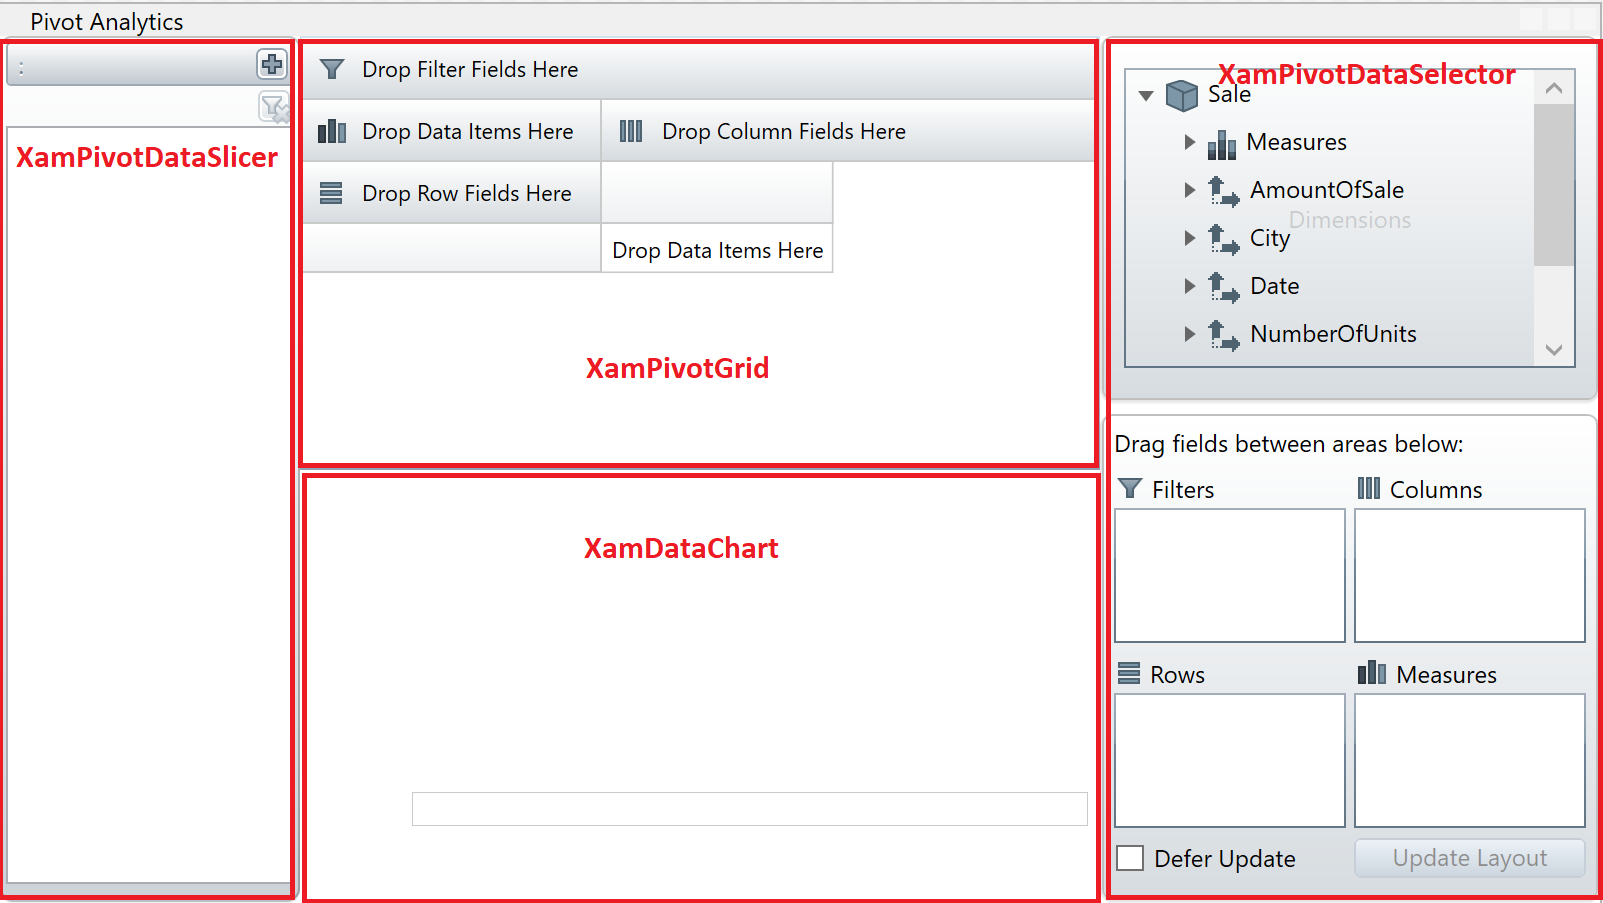 Pivot Analytics
:
XamPivotDataSlicer
Drop Filter Fields Here
Drop Data Items Here
Drop Column Fields Here
Drop Row Fields Here
Drop Data Items Here
XamPivotGrid
XamDataChart
XamPivotDataSelector
Sale
Measures
AmountOfSale
Dimensions
City
Date
NumberOfUnits
Drag fields between areas below:
Filters
Columns
Rows
Measures
Defer Update
Update Layout